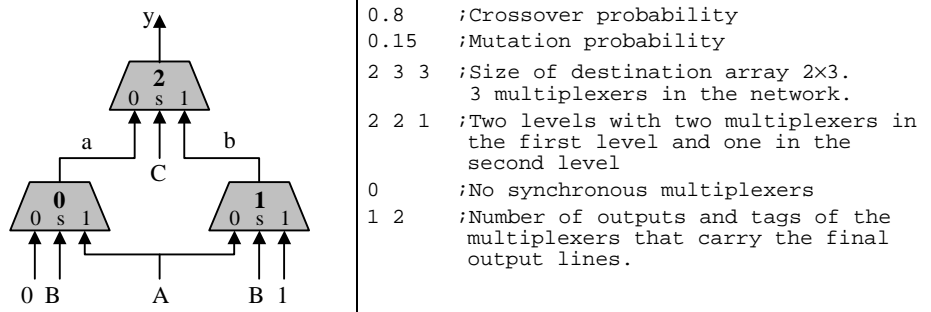 y
2
0 s 1
a b
C
0 1
0 s 1 0 s 1
0 B A B 1
0.8 ;Crossover probability
0.15 ;Mutation probability
2 3 3 ;Size of destination array 2×3.
3 multiplexers in the network.
2 2 1 ;Two levels with two multiplexers in
the first level and one in the
second level
0 ;No synchronous multiplexers
1 2 ;Number of outputs and tags of the
multiplexers that carry the final
output lines.